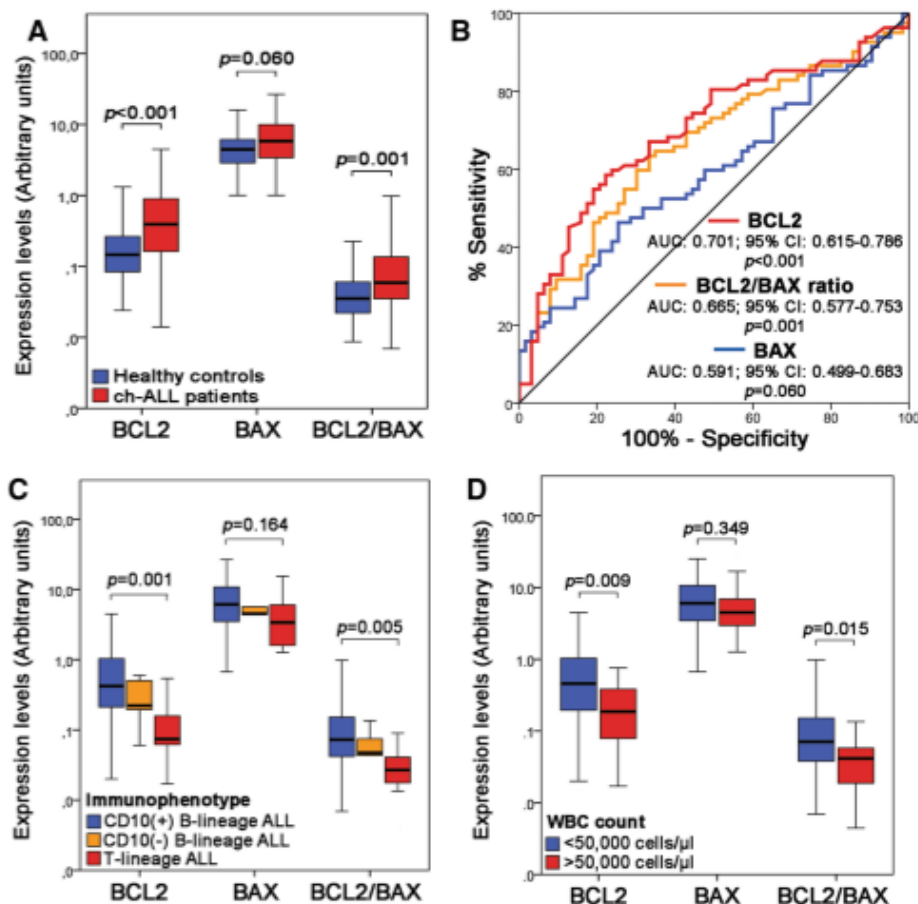 A
Expression levels (Arbitrary units)
100,0
10,0
1,0
,1
,0
,0
p<0.001
p=0.060
p=0.001
Healthy controls
ch-ALL patients
BCL2 BAX BCL2/BAX
B
% Sensitivity
100
80
60
40
20
0
BCL2
AUC: 0.701; 95% CI: 0.615-0.786
p<0.001
BCL2/BAX ratio
AUC: 0.665; 95% CI: 0.577-0.753
p=0.001
BAX
AUC: 0.591; 95% CI: 0.499-0.683
p=0.060
0 20 40 60 80 100
100% - Specificity
C
Expression levels (Arbitrary units)
100,0
10,0
1,0
,1
,0
,0
p=0.001
p=0.164
p=0.005
Immunophenotype
CD10(+) B-lineage ALL
CD10(-) B-lineage ALL
T-lineage ALL
BCL2 BAX BCL2/BAX
D
Expression levels (Arbitrary units)
100.0
10.0
1.0
.1
.0
.0
p=0.009
p=0.349
p=0.015
WBC count
<50,000 cells/μl
>50,000 cells/μl
BCL2 BAX BCL2/BAX